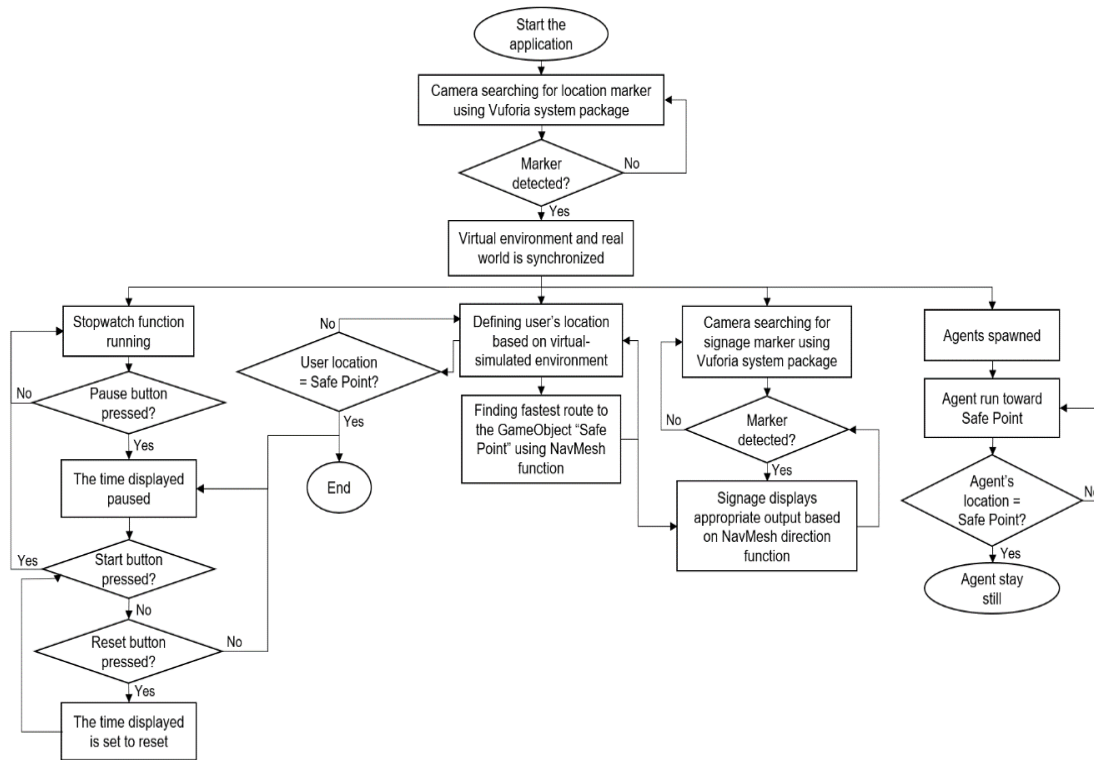 Start the
application
Camera searching for location marker
using Vuforia system package
Marker
detected?
No
Yes
Virtual environment and real
world is synchronized
Stopwatch function
running
No
Pause button
pressed?
Yes
The time displayed
paused
Yes
Start button
pressed?
No
Reset button
pressed?
No
Yes
The time displayed
is set to reset
No
User location
= Safe Point?
Yes
End
Defining user's location
based on virtual-
simulated environment
Finding fastest route to
the GameObject “Safe
Point” using NavMesh
function
Camera searching for
signage marker using
Vuforia system package
No
Marker
detected?
Yes
Signage displays
appropriate output based
on NavMesh direction
function
Agents spawned
Agent run toward
Safe Point
Agent's
location =
Safe Point?
No
Yes
Agent stay
still